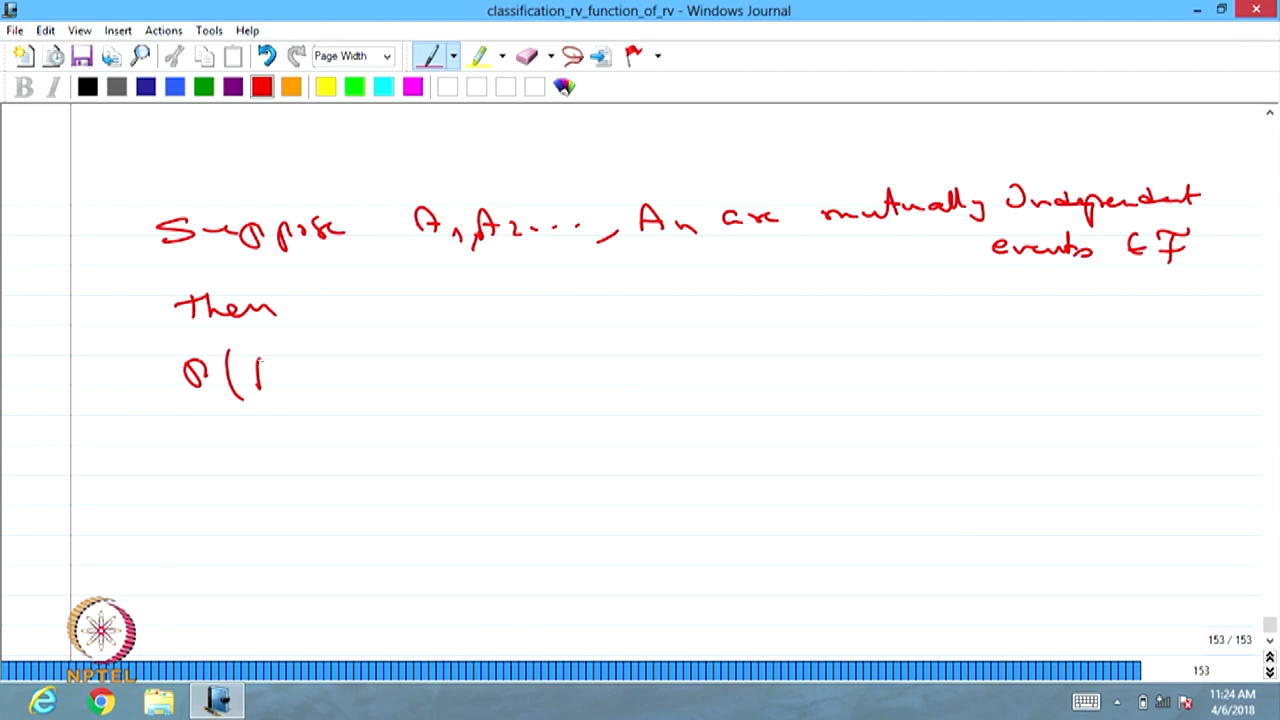 classification_rv_function_of_rv - Windows Journal
File Edit View Insert Actions Tools Help
Page Width
B I
Suppose A1, A2..., An are mutually Independent
events ∈ F
then
P(
153 / 153
153
NPTEL
11:24 AM
4/6/2018